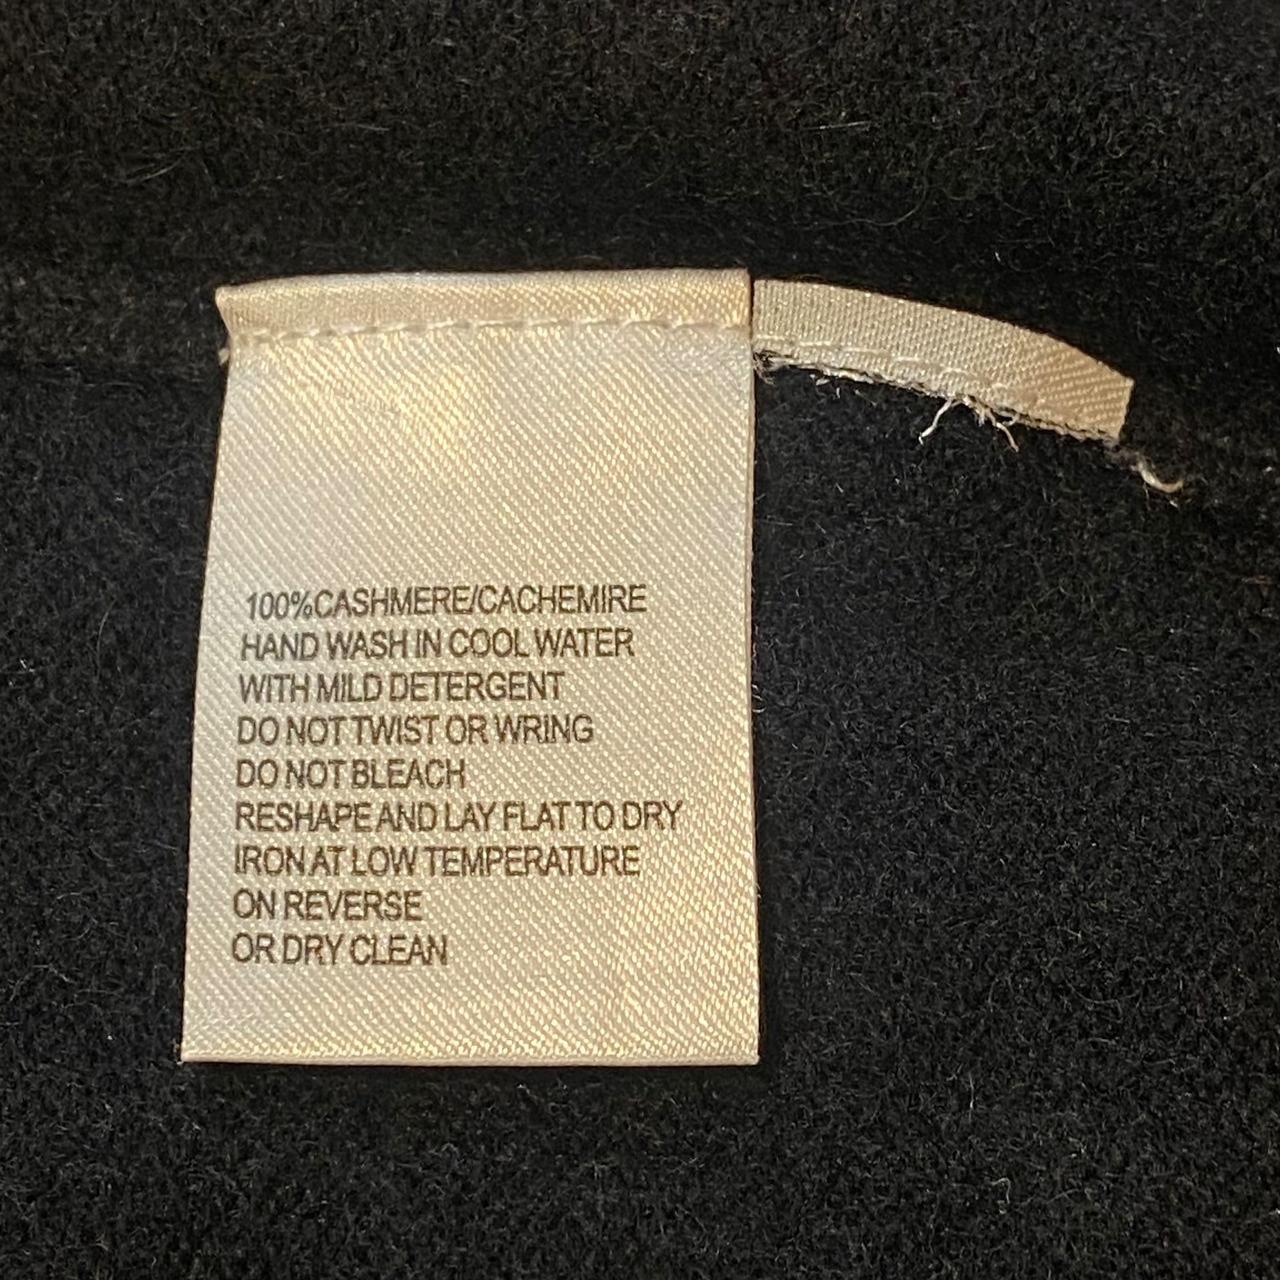 100%CASHMERE/CACHEMIRE
HAND WASH IN COOL WATER
WITH MILD DETERGENT
DO NOT TWIST OR WRING
DO NOT BLEACH
RESHAPE AND LAY FLAT TO DRY
IRON AT LOW TEMPERATURE
ON REVERSE
OR DRY CLEAN